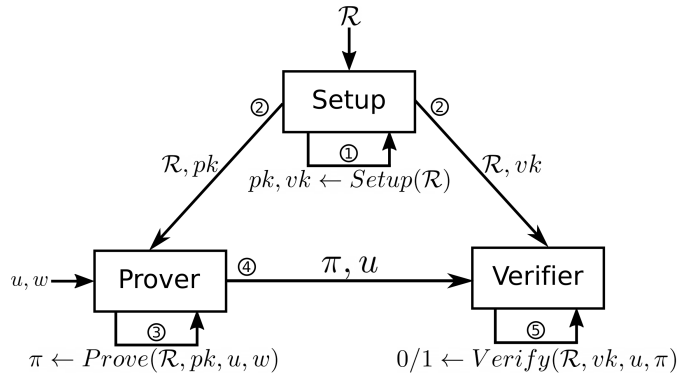 ℛ
Setup
② ②
①
ℛ, pk ℛ, vk
pk, vk ← Setup(ℛ)
u, w Prover ④ π, u Verifier
③ ⑤
π ← Prove(ℛ, pk, u, w) 0/1 ← Verify(ℛ, vk, u, π)